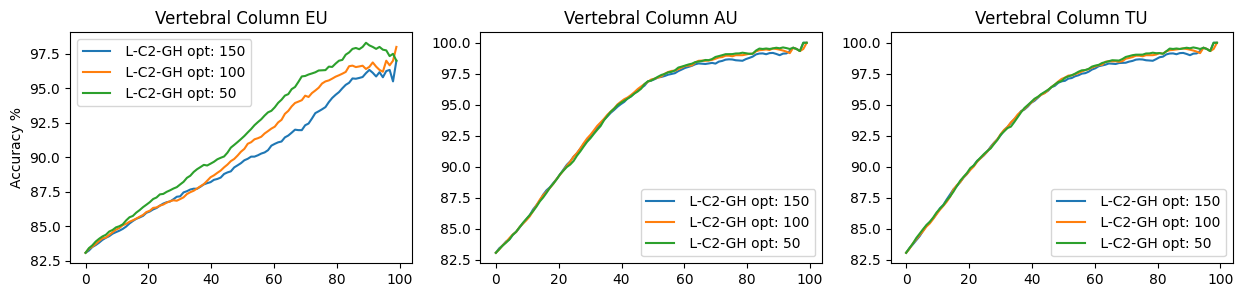 Vertebral Column EU
Accuracy %
97.5
95.0
92.5
90.0
87.5
85.0
82.5
L-C2-GH opt: 150
L-C2-GH opt: 100
L-C2-GH opt: 50
0 20 40 60 80 100
Vertebral Column AU
100.0
97.5
95.0
92.5
90.0
87.5
85.0
82.5
L-C2-GH opt: 150
L-C2-GH opt: 100
L-C2-GH opt: 50
0 20 40 60 80 100
Vertebral Column TU
100.0
97.5
95.0
92.5
90.0
87.5
85.0
82.5
L-C2-GH opt: 150
L-C2-GH opt: 100
L-C2-GH opt: 50
0 20 40 60 80 100